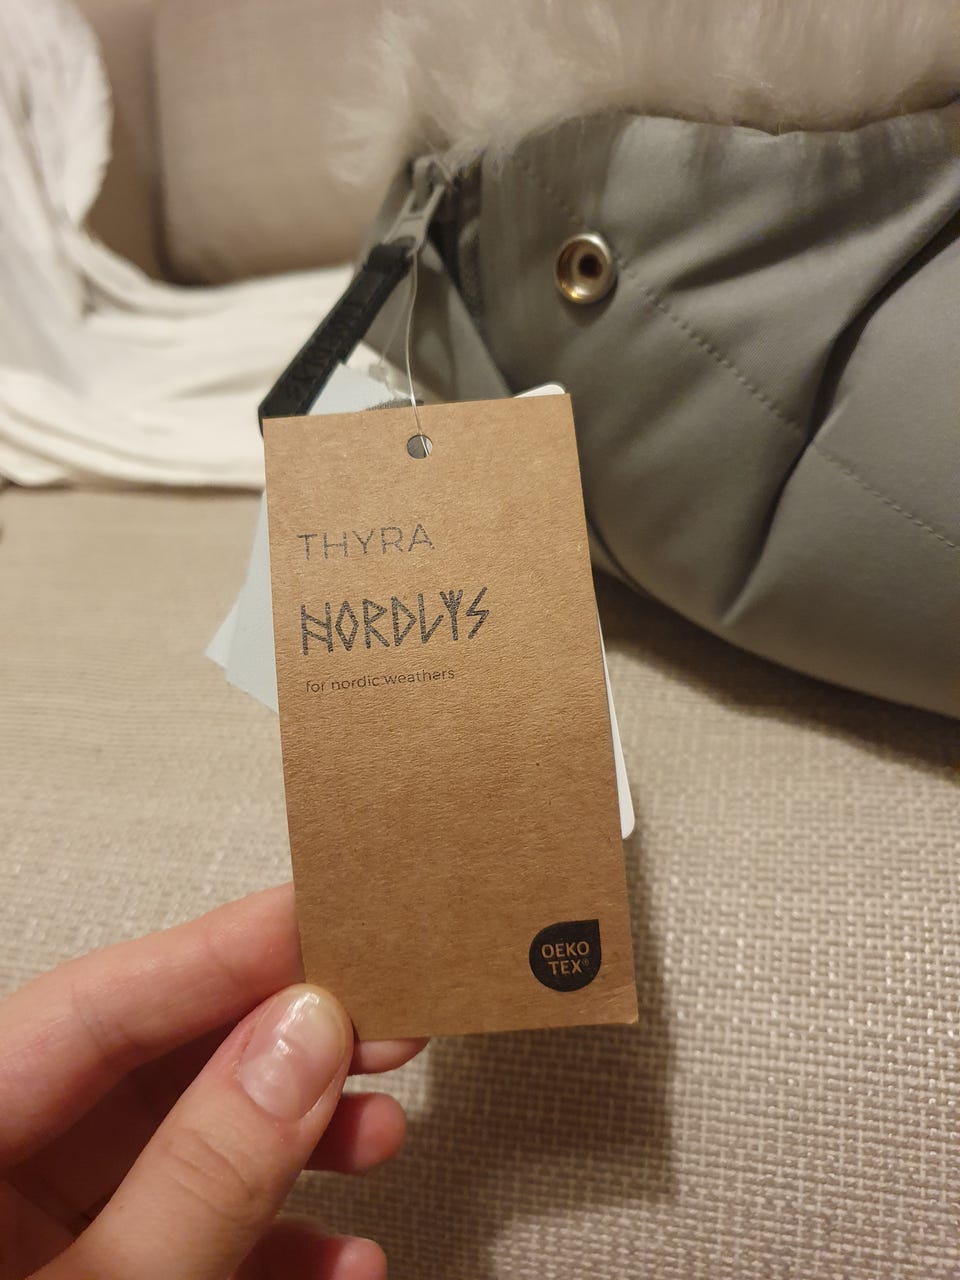 THYRA
NORDLYS
for nordic weathers
OEKO
TEX®